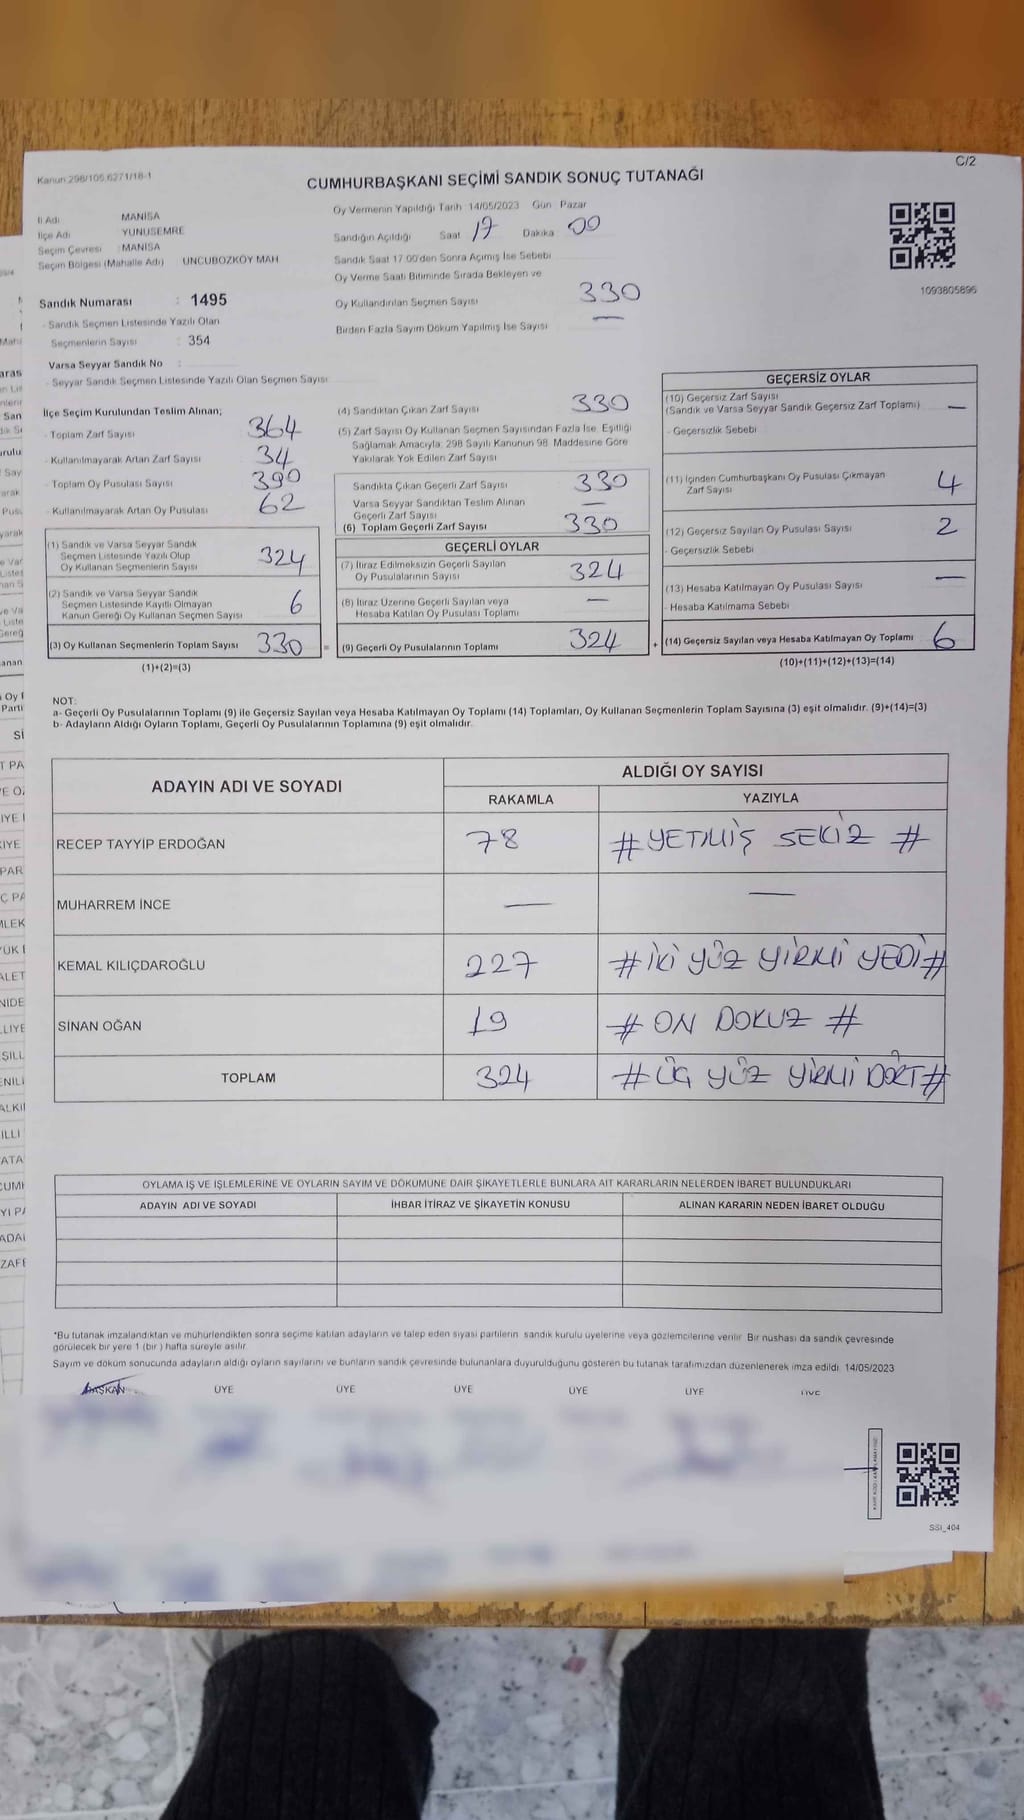 C/2
Kanun 298/105,6271/18-1
CUMHURBAŞKANI SEÇİMİ SANDIK SONUÇ TUTANAĞI
İl Adı MANİSA
İlçe Adı YUNUSEMRE
Seçim Çevresi : MANİSA
Seçim Bölgesi (Mahalle Adı) UNCUBOZKÖY MAH
Sandık Numarası : 1495
- Sandık Seçmen Listesinde Yazılı Olan
Seçmenlerin Sayısı : 354
Varsa Seyyar Sandık No :
- Seyyar Sandık Seçmen Listesinde Yazılı Olan Seçmen Sayısı
Oy Vermenin Yapıldığı Tarih 14/05/2023 Gün Pazar
Sandığın Açıldığı Saat 17 Dakika 00
Sandık Saat 17.00'den Sonra Açımış İse Sebebi
Oy Verme Saati Bitiminde Sırada Bekleyen ve
Oy Kullandırılan Seçmen Sayısı 330
Birden Fazla Sayım Döküm Yapılmış İse Sayısı —
1093805896
İlçe Seçim Kurulundan Teslim Alınan;
- Toplam Zarf Sayısı 364
- Kullanılmayarak Artan Zarf Sayısı 34
- Toplam Oy Pusulası Sayısı 390
- Kullanılmayarak Artan Oy Pusulası 62
(1) Sandık ve Varsa Seyyar Sandık
Seçmen Listesinde Yazılı Olup
Oy Kullanan Seçmenlerin Sayısı 324
(2) Sandık ve Varsa Seyyar Sandık
Seçmen Listesinde Kayıtlı Olmayan
Kanun Gereği Oy Kullanan Seçmen Sayısı 6
(3) Oy Kullanan Seçmenlerin Toplam Sayısı 330
(1)+(2)=(3)
(4) Sandıktan Çıkan Zarf Sayısı 330
(5) Zarf Sayısı Oy Kullanan Seçmen Sayısından Fazla İse, Eşitliği
Sağlamak Amacıyla 298 Sayılı Kanunun 98. Maddesine Göre
Yakılarak Yok Edilen Zarf Sayısı —
Sandıkta Çıkan Geçerli Zarf Sayısı 330
Varsa Seyyar Sandıktan Teslim Alınan
Geçerli Zarf Sayısı —
(6) Toplam Geçerli Zarf Sayısı 330
GEÇERLİ OYLAR
(7) İtiraz Edilmeksizin Geçerli Sayılan
Oy Pusulalarının Sayısı 324
(8) İtiraz Üzerine Geçerli Sayılan veya
Hesaba Katılan Oy Pusulası Toplamı —
= (9) Geçerli Oy Pusulalarının Toplamı 324
GEÇERSİZ OYLAR
(10) Geçersiz Zarf Sayısı
(Sandık ve Varsa Seyyar Sandık Geçersiz Zarf Toplamı) —
- Geçersizlik Sebebi
(11) İçinden Cumhurbaşkanı Oy Pusulası Çıkmayan
Zarf Sayısı 4
(12) Geçersiz Sayılan Oy Pusulası Sayısı 2
- Geçersizlik Sebebi
(13) Hesaba Katılmayan Oy Pusulası Sayısı —
- Hesaba Katılmama Sebebi
+ (14) Geçersiz Sayılan veya Hesaba Katılmayan Oy Toplamı 6
(10)+(11)+(12)+(13)=(14)
NOT:
a- Geçerli Oy Pusulalarının Toplamı (9) ile Geçersiz Sayılan veya Hesaba Katılmayan Oy Toplamı (14) Toplamları, Oy Kullanan Seçmenlerin Toplam Sayısına (3) eşit olmalıdır. (9)+(14)=(3)
b- Adayların Aldığı Oyların Toplamı, Geçerli Oy Pusulalarının Toplamına (9) eşit olmalıdır.
ADAYIN ADI VE SOYADI ALDIĞI OY SAYISI
RAKAMLA YAZIYLA
RECEP TAYYİP ERDOĞAN 78 # YETMİŞ SEKİZ #
MUHARREM İNCE — —
KEMAL KILIÇDAROĞLU 227 # İKİ YÜZ YİRMİ YEDİ #
SİNAN OĞAN 19 # ON DOKUZ #
TOPLAM 324 # ÜÇ YÜZ YİRMİ DÖRT #
OYLAMA İŞ VE İŞLEMLERİNE VE OYLARIN SAYIM VE DÖKÜMÜNE DAİR ŞİKAYETLERLE BUNLARA AİT KARARLARIN NELERDEN İBARET BULUNDUKLARI
ADAYIN ADI VE SOYADI İHBAR İTİRAZ VE ŞİKAYETİN KONUSU ALINAN KARARIN NEDEN İBARET OLDUĞU
*Bu tutanak imzalandıktan ve mühürlendikten sonra seçime katılan adayların ve talep eden siyasi partilerin sandık kurulu üyelerine veya gözlemcilerine verilir. Bir nüshası da sandık çevresinde
görülecek bir yere 1 (bir) hafta süreyle asılır.
Sayım ve döküm sonucunda adayların aldığı oyların sayılarını ve bunların sandık çevresinde bulunanlara duyurulduğunu gösteren bu tutanak tarafımızdan düzenlenerek imza edildi. 14/05/2023
BAŞKAN ÜYE ÜYE ÜYE ÜYE ÜYE ÜYE
SSI_404